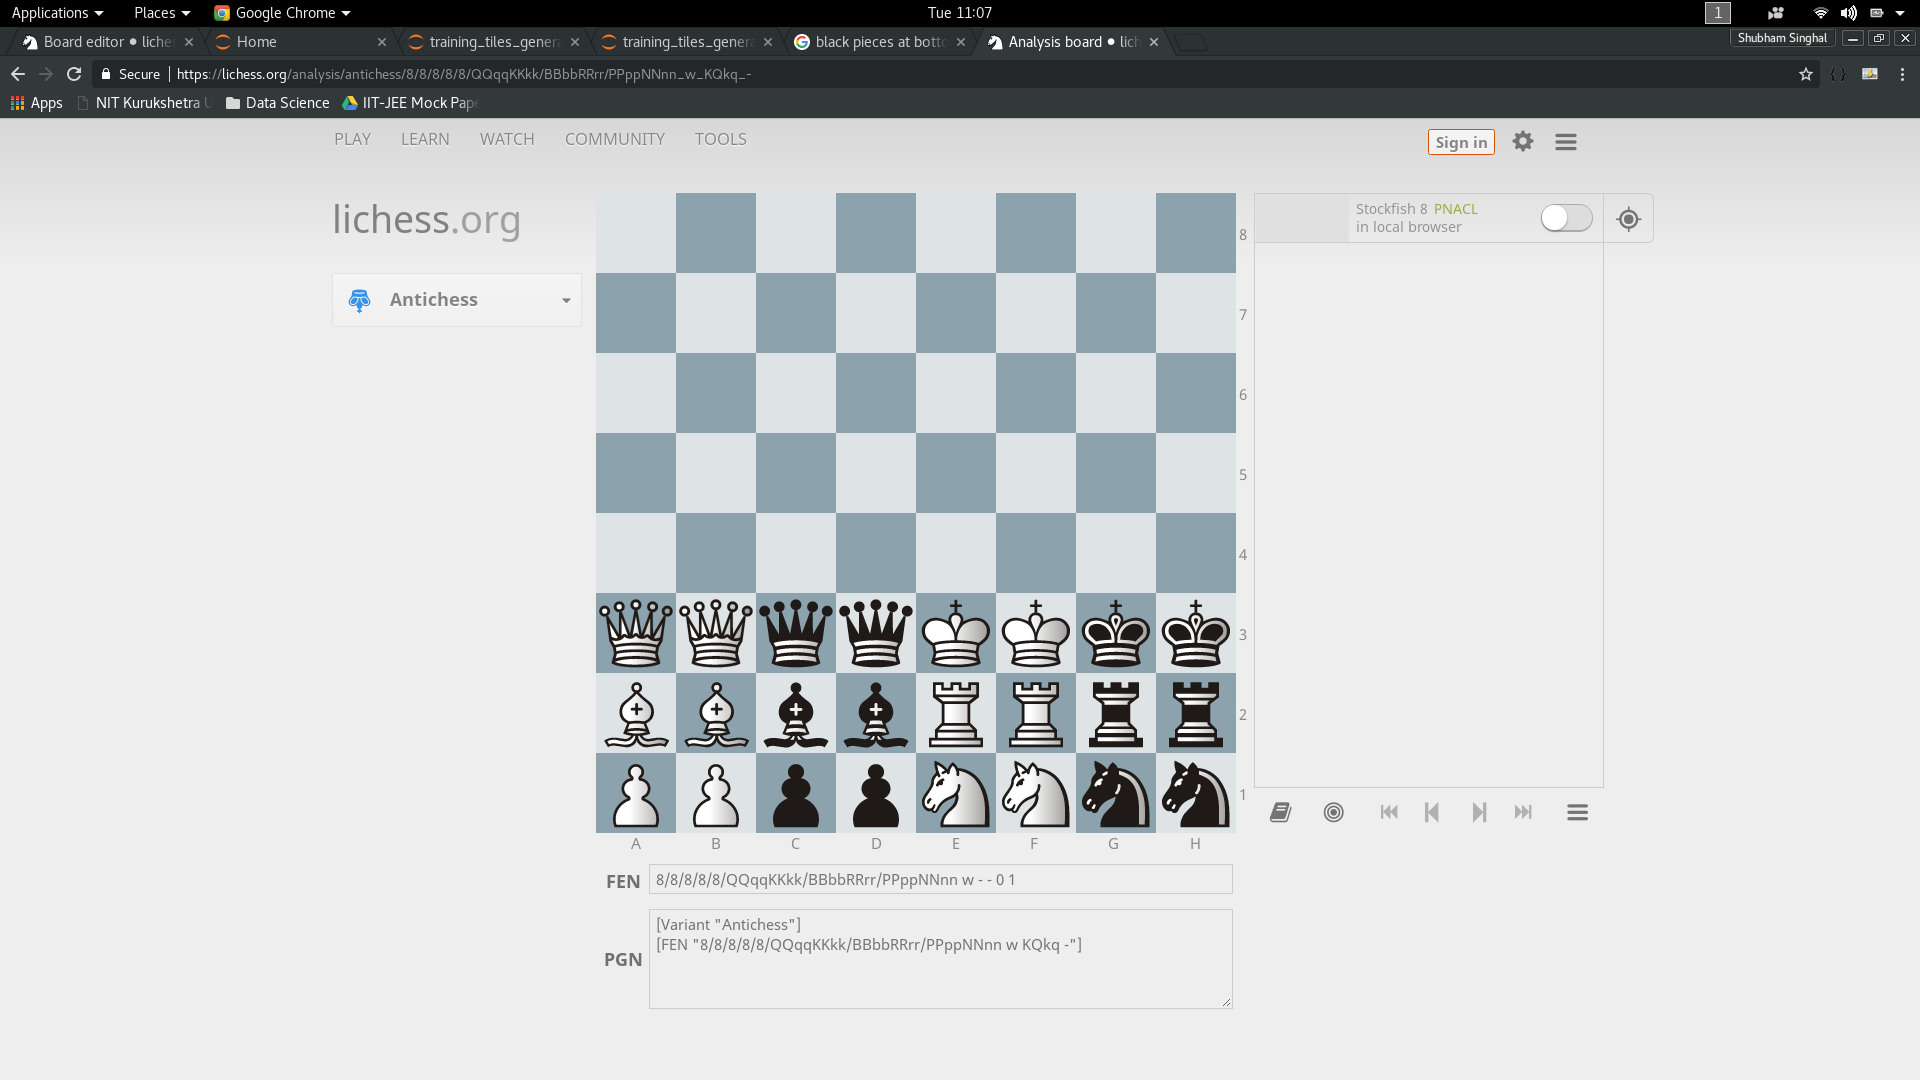 Applications Places Google Chrome Tue 11:07 1
Board editor • liche Home training_tiles_genera training_tiles_genera black pieces at botto Analysis board • lich Shubham Singhal
Secure https://lichess.org/analysis/antichess/8/8/8/8/8/QQqqKKkk/BBbbRRrr/PPppNNnn_w_KQkq_-
Apps NIT Kurukshetra U Data Science IIT-JEE Mock Pape
PLAY LEARN WATCH COMMUNITY TOOLS Sign in
lichess.org
Antichess
Stockfish 8 PNACL
in local browser
8
7
6
5
4
3
2
1
A B C D E F G H
FEN 8/8/8/8/8/QQqqKKkk/BBbbRRrr/PPppNNnn w - - 0 1
PGN [Variant "Antichess"]
[FEN "8/8/8/8/8/QQqqKKkk/BBbbRRrr/PPppNNnn w KQkq -"]